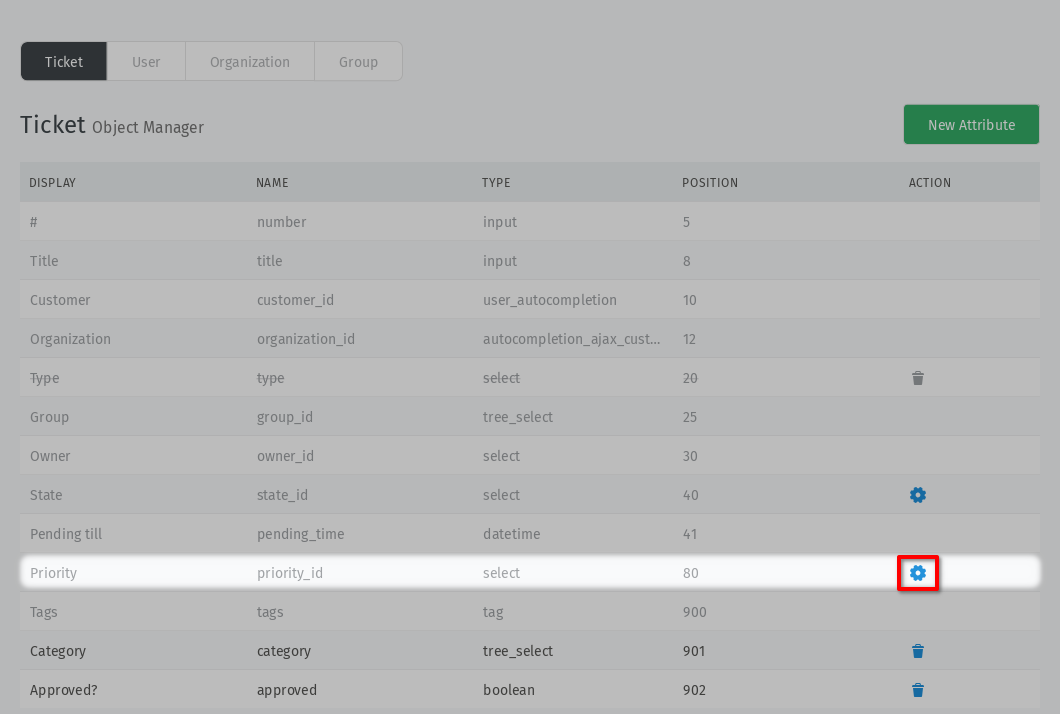 Ticket User Organization Group
Ticket Object Manager New Attribute
DISPLAY NAME TYPE POSITION ACTION
# number input 5
Title title input 8
Customer customer_id user_autocompletion 10
Organization organization_id autocompletion_ajax_cust... 12
Type type select 20
Group group_id tree_select 25
Owner owner_id select 30
State state_id select 40
Pending till pending_time datetime 41
Priority priority_id select 80
Tags tags tag 900
Category category tree_select 901
Approved? approved boolean 902